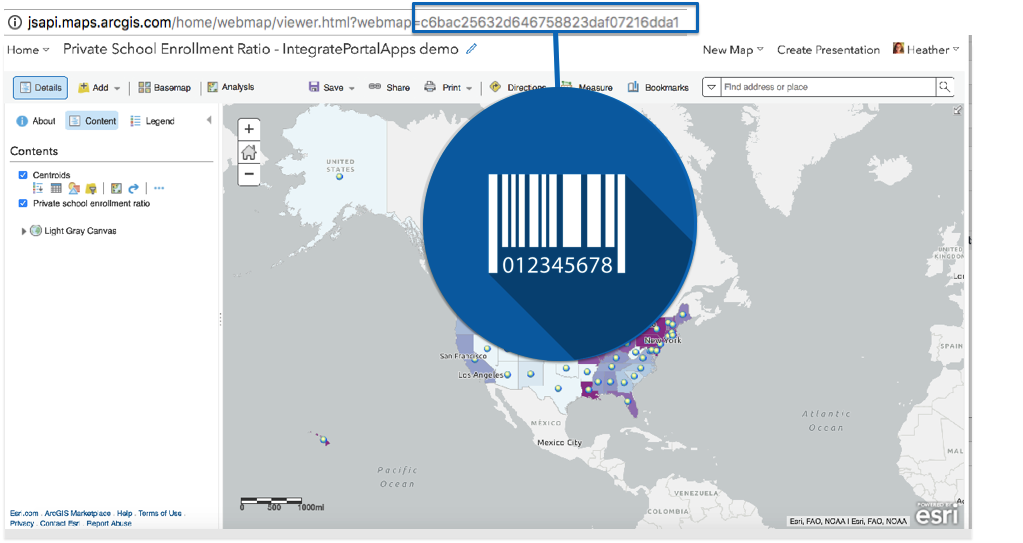 jsapi.maps.arcgis.com/home/webmap/viewer.html?webmap=c6bac25632d646758823daf07216dda1
Home Private School Enrollment Ratio - IntegratePortalApps demo New Map Create Presentation Heather
Details Add Basemap Analysis Save Share Print Directions Measure Bookmarks Find address or place
About Content Legend
Contents
Centroids
Private school enrollment ratio
Light Gray Canvas
UNITED
STATES
012345678
UNITED
KINGDOM
New York
San Francisco
Los Angeles
SPAIN
MÉXICO
Mexico City
Atlantic
Ocean
Pacific
Ocean
MAL
VENEZUELA
COLOMBIA
0 500 1000mi
Esri.com . ArcGIS Marketplace . Help . Terms of Use .
Privacy . Contact Esri . Report Abuse
Esri, FAO, NOAA | Esri, FAO, NOAA
POWERED BY
esri